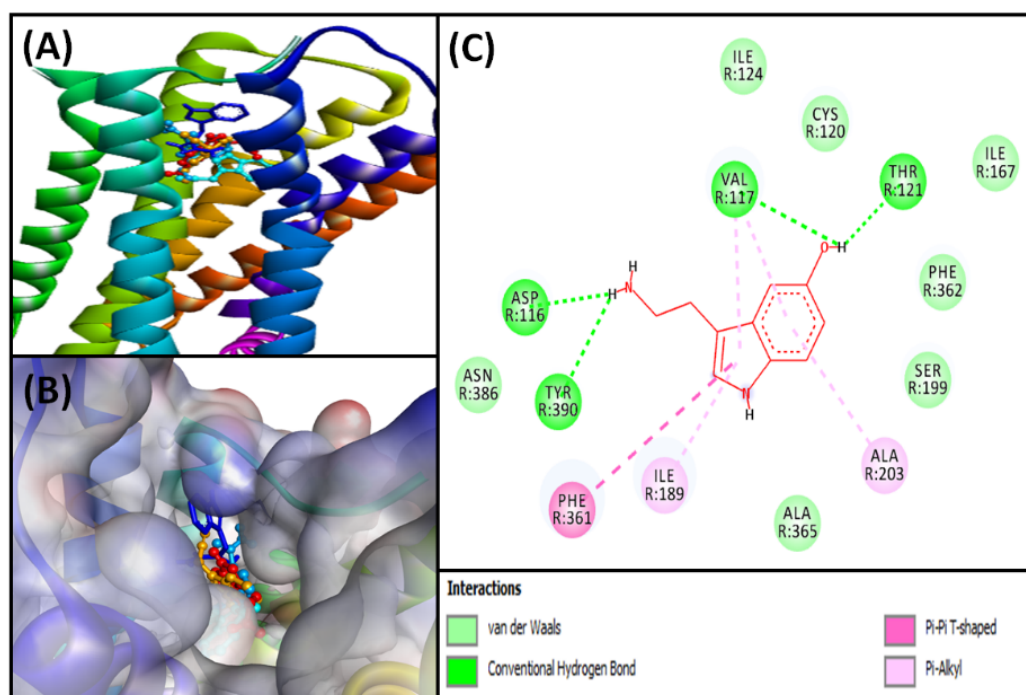 (A)
(B)
(C)
ILE
R:124
CYS
R:120
ILE
R:167
VAL
R:117
THR
R:121
O
H
PHE
R:362
H
H
N
ASP
R:116
ASN
R:386
TYR
R:390
SER
R:199
N
H
ALA
R:203
ILE
R:189
PHE
R:361
ALA
R:365
Interactions
van der Waals
Conventional Hydrogen Bond
Pi-Pi T-shaped
Pi-Alkyl